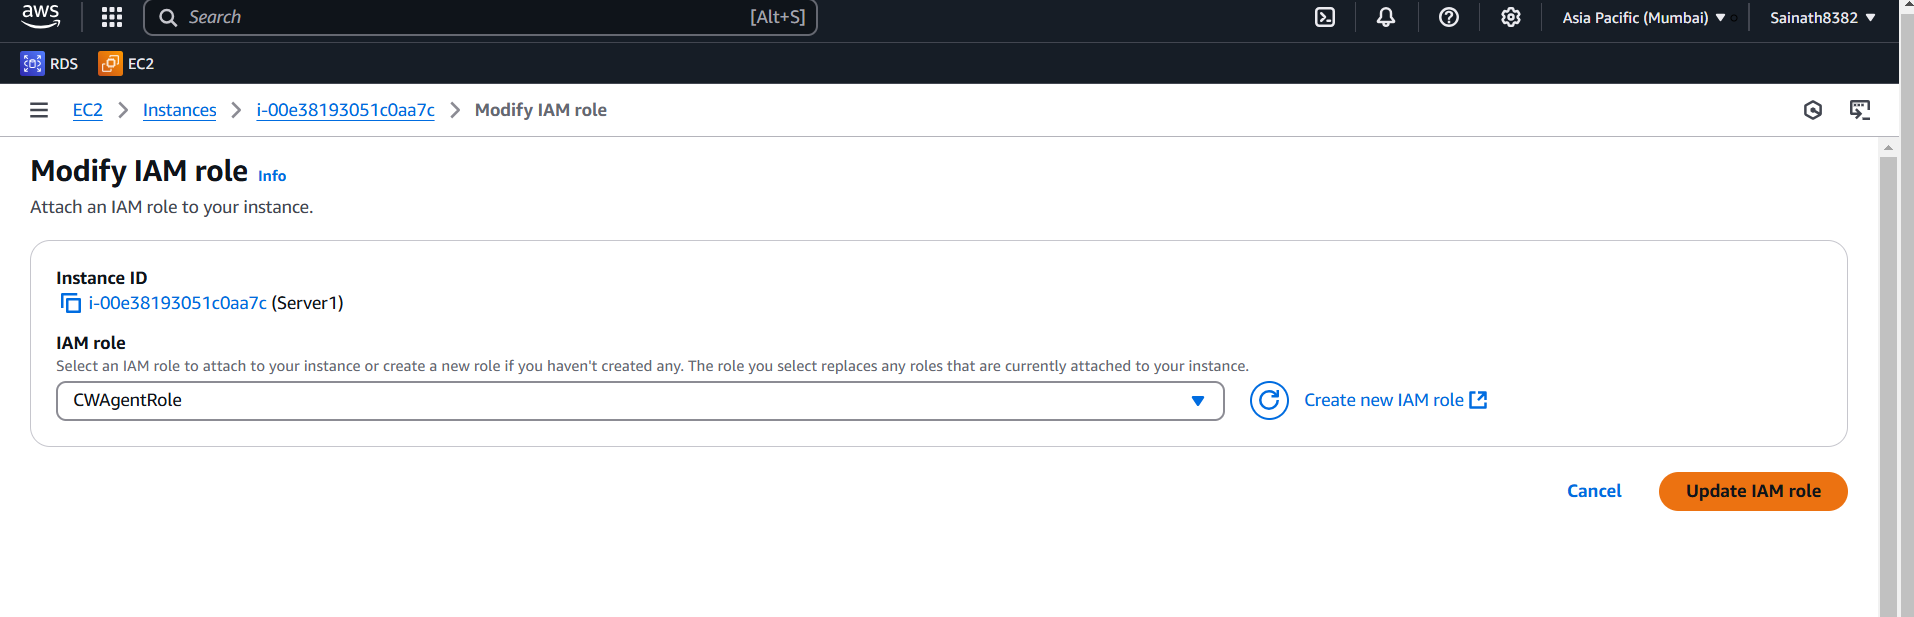 aws Search [Alt+S] Asia Pacific (Mumbai) Sainath8382
RDS EC2
EC2 Instances i-00e38193051c0aa7c Modify IAM role
Modify IAM role Info
Attach an IAM role to your instance.
Instance ID
i-00e38193051c0aa7c (Server1)
IAM role
Select an IAM role to attach to your instance or create a new role if you haven't created any. The role you select replaces any roles that are currently attached to your instance.
CWAgentRole Create new IAM role
Cancel Update IAM role